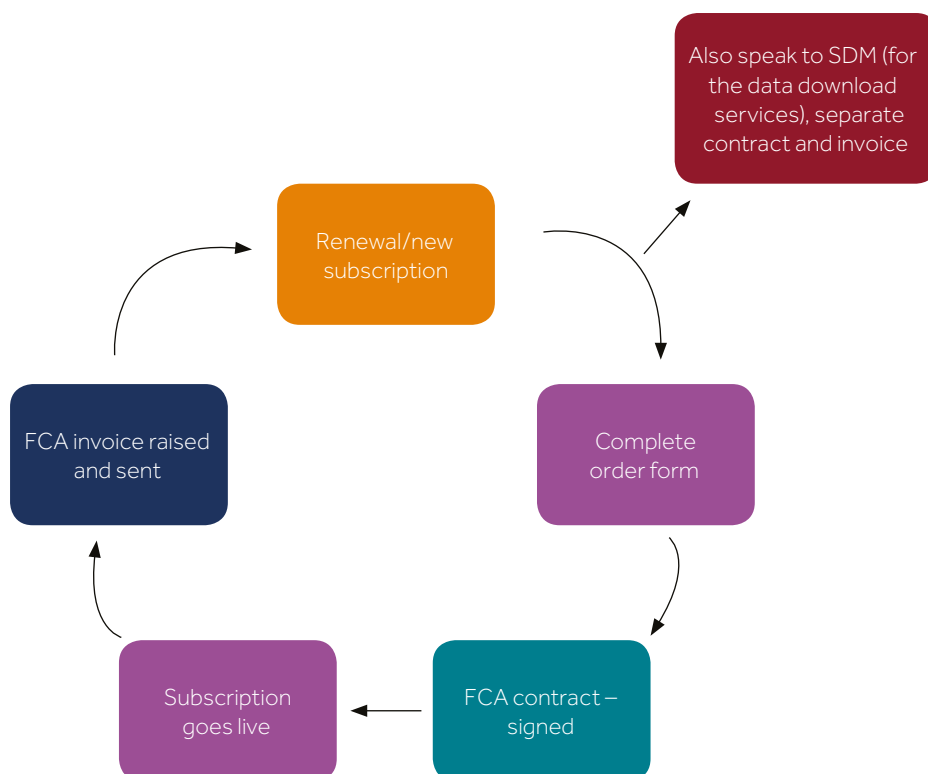 Also speak to SDM (for
the data download
services), separate
contract and invoice
Renewal/new
subscription
FCA invoice raised
and sent
Complete
order form
Subscription
goes live
FCA contract –
signed